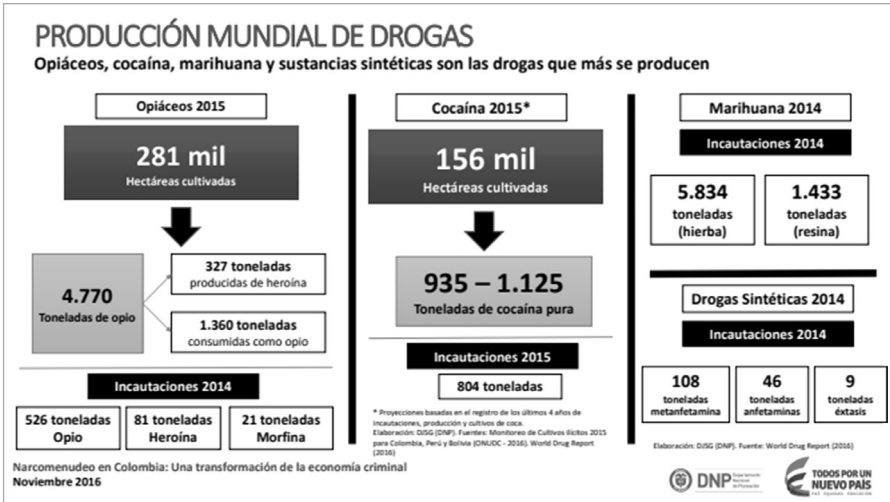 PRODUCCIÓN MUNDIAL DE DROGAS
Opiáceos, cocaína, marihuana y sustancias sintéticas son las drogas que más se producen
Opiáceos 2015
281 mil
Hectáreas cultivadas
4.770
Toneladas de opio
327 toneladas
producidas de heroína
1.360 toneladas
consumidas como opio
Incautaciones 2014
526 toneladas
Opio
81 toneladas
Heroína
21 toneladas
Morfina
Cocaína 2015*
156 mil
Hectáreas cultivadas
935 – 1.125
Toneladas de cocaína pura
Incautaciones 2015
804 toneladas
* Proyecciones basadas en el registro de los últimos 4 años de
incautaciones, producción y cultivos de coca.
Elaboración: DJSG (DNP). Fuentes: Monitoreo de Cultivos Ilícitos 2015
para Colombia, Perú y Bolivia (ONUDC - 2016). World Drug Report
(2016)
Marihuana 2014
Incautaciones 2014
5.834
toneladas
(hierba)
1.433
toneladas
(resina)
Drogas Sintéticas 2014
Incautaciones 2014
108
toneladas
metanfetamina
46
toneladas
anfetaminas
9
toneladas
éxtasis
Elaboración: DJSG (DNP). Fuente: World Drug Report (2016)
Narcomenudeo en Colombia: Una transformación de la economía criminal
Noviembre 2016
DNP
Departamento
Nacional
de Planeación
TODOS POR UN
NUEVO PAÍS
PAZ EQUIDAD EDUCACIÓN